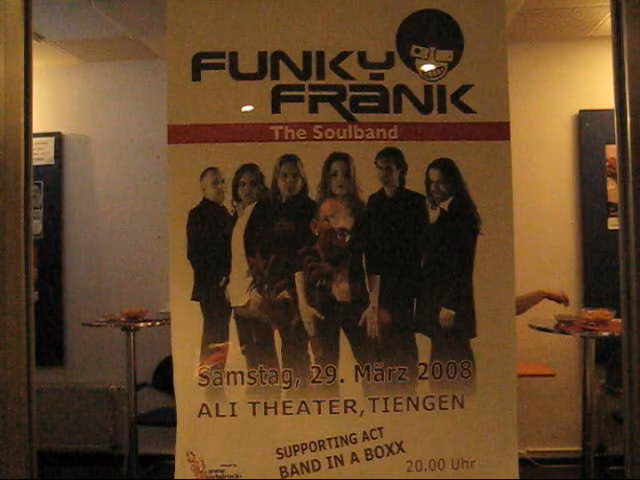 FUNKY
FRANK
The Soulband
Samstag, 29. März 2008
ALI THEATER,TIENGEN
SUPPORTING ACT
BAND IN A BOXX
20.00 Uhr